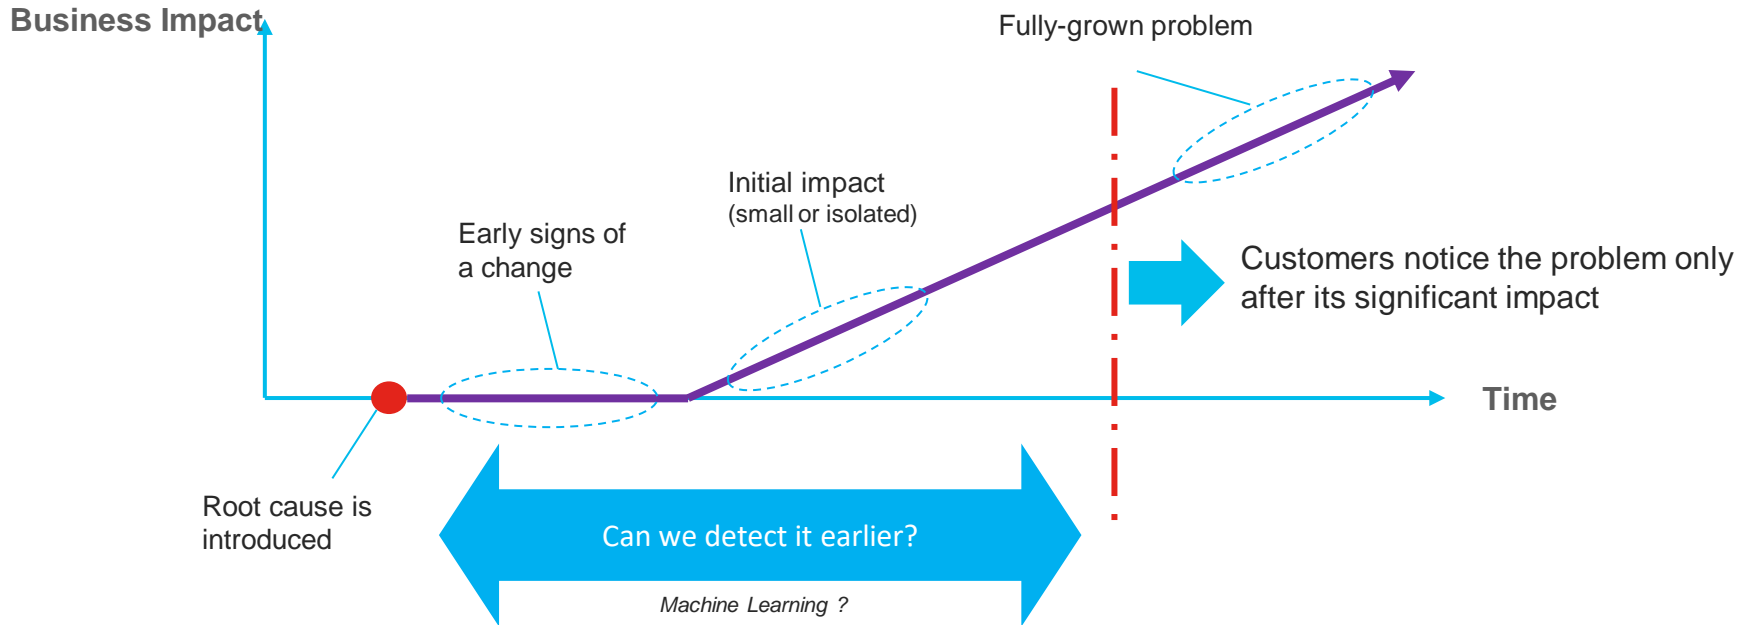 Business Impact
Fully-grown problem
Initial impact
(small or isolated)
Early signs of
a change
Customers notice the problem only
after its significant impact
Time
Root cause is
introduced
Can we detect it earlier?
Machine Learning ?